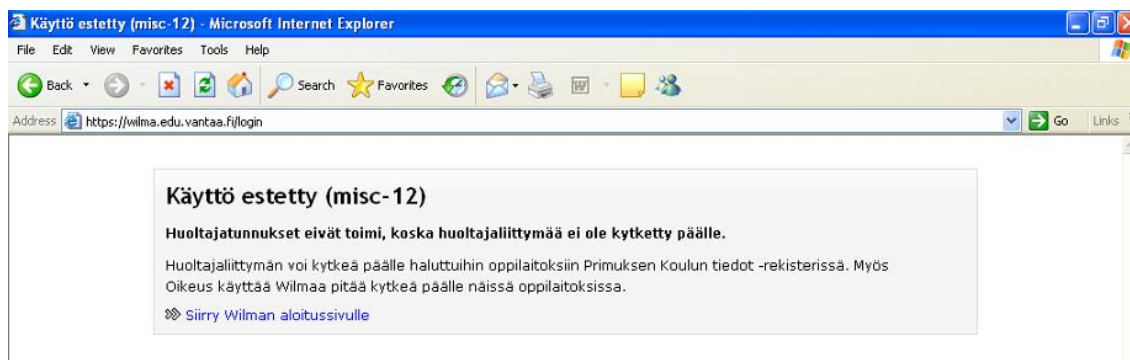 Käyttö estetty (misc-12) - Microsoft Internet Explorer
File Edit View Favorites Tools Help
Back Search Favorites
Address https://wilma.edu.vantaa.fi/login Go Links
Käyttö estetty (misc-12)
Huoltajatunnukset eivät toimi, koska huoltajaliittymää ei ole kytketty päälle.
Huoltajaliittymän voi kytkeä päälle haluttuihin oppilaitoksiin Primuksen Koulun tiedot -rekisterissä. Myös
Oikeus käyttää Wilmaa pitää kytkeä päälle näissä oppilaitoksissa.
Siirry Wilman aloitussivulle